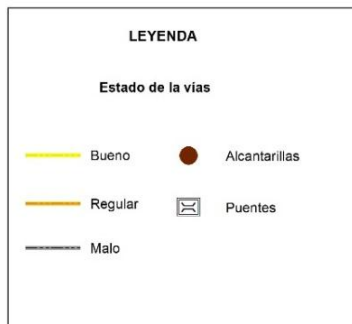 LEYENDA
Estado de la vías
Bueno
Alcantarillas
Regular
Puentes
Malo